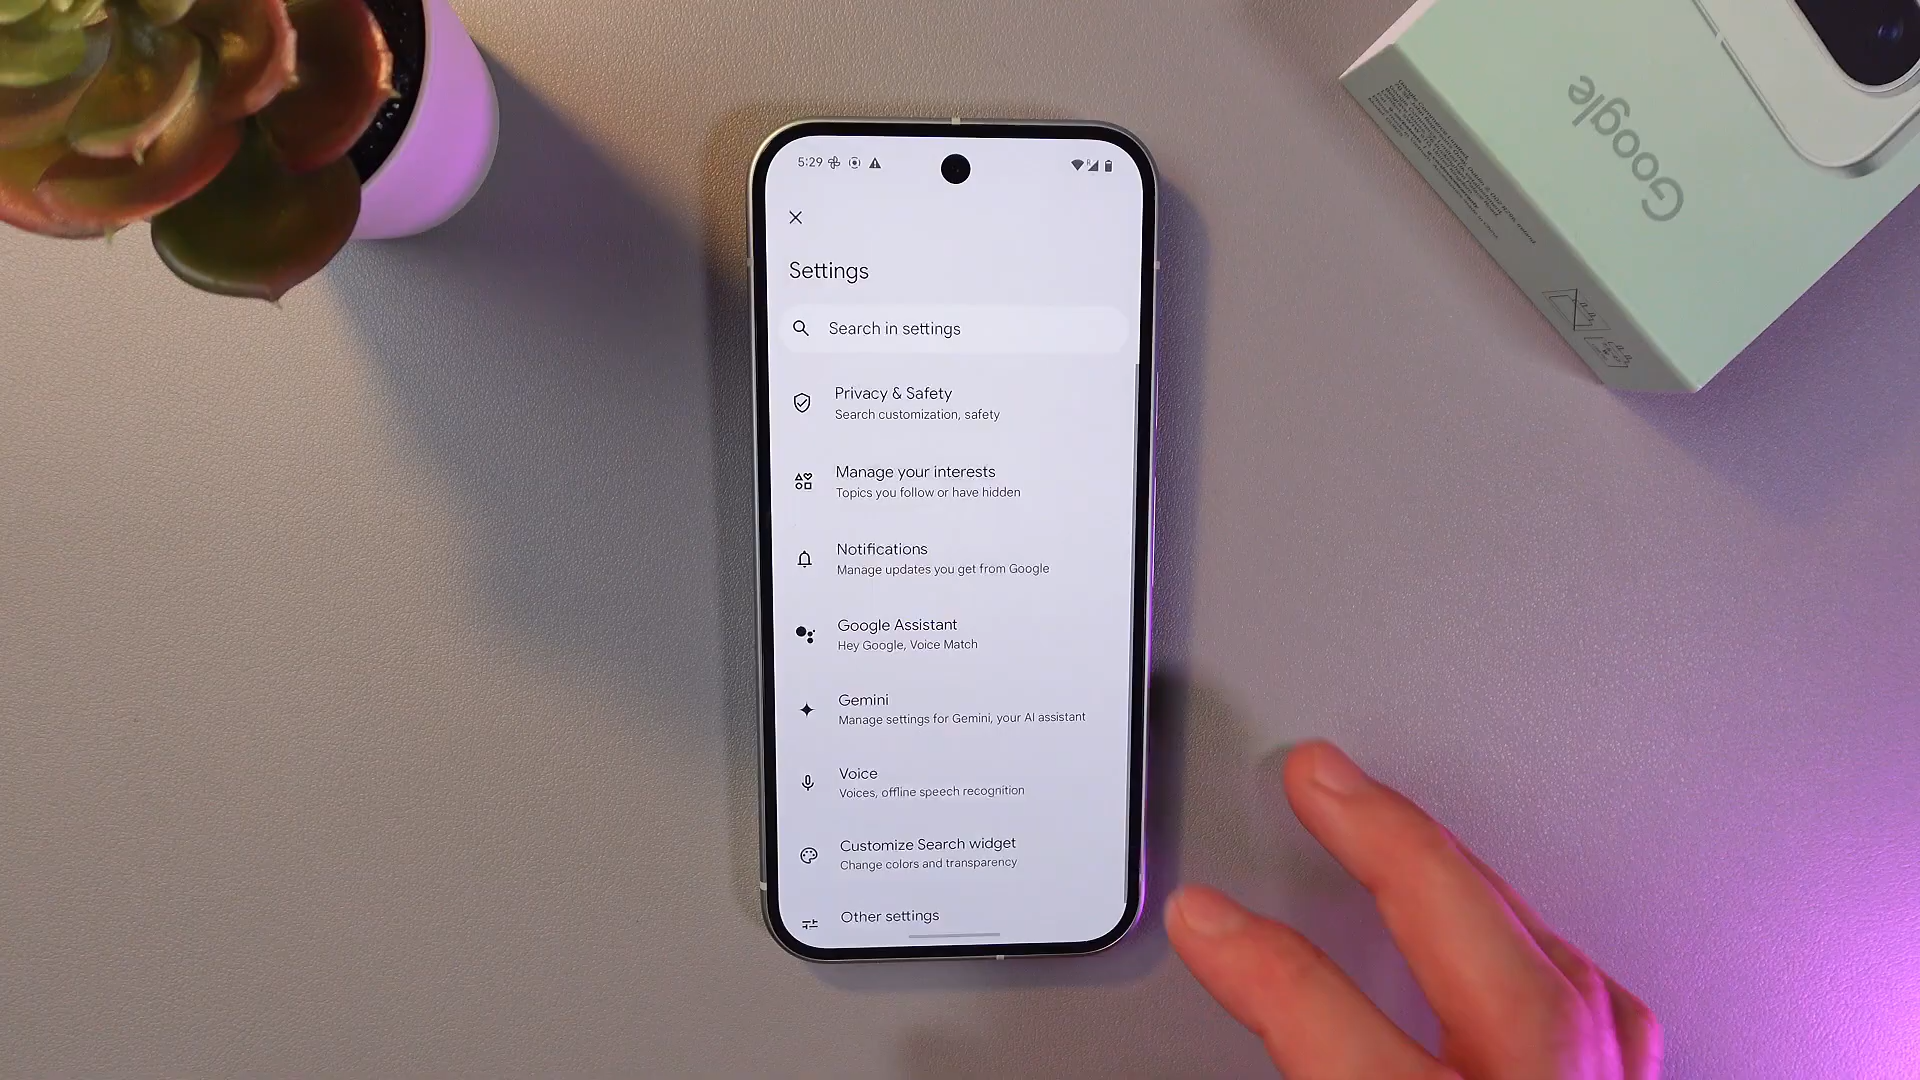 5:29
Settings
Search in settings
Privacy & Safety
Search customization, safety
Manage your interests
Topics you follow or have hidden
Notifications
Manage updates you get from Google
Google Assistant
Hey Google, Voice Match
Gemini
Manage settings for Gemini, your AI assistant
Voice
Voices, offline speech recognition
Customize Search widget
Change colors and transparency
Other settings
Google